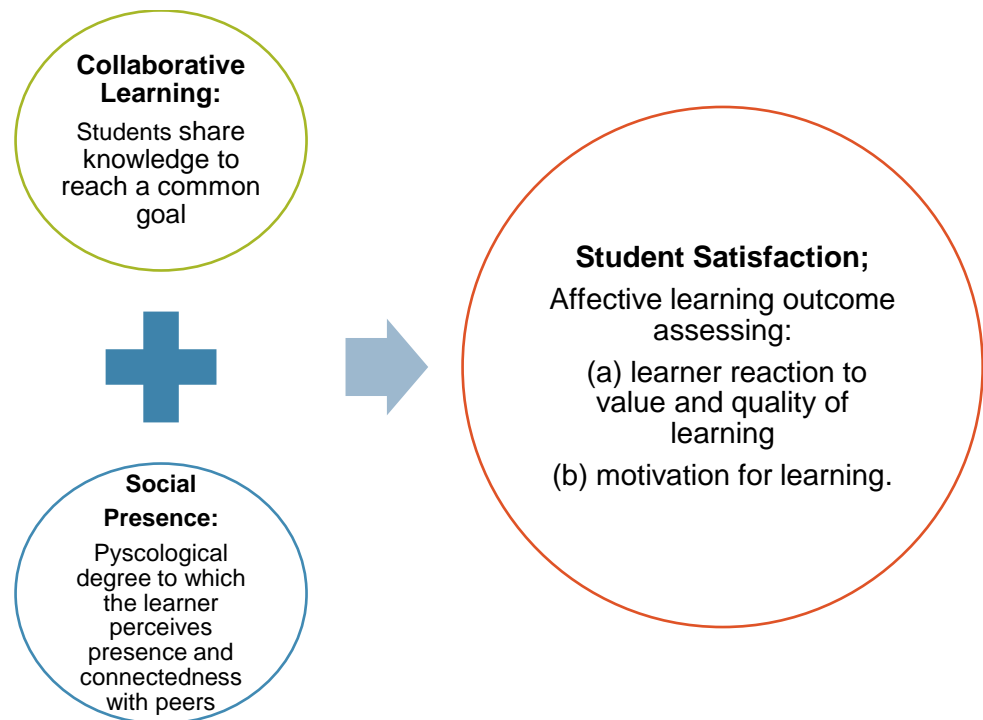 Collaborative
Learning:
Students share
knowledge to
reach a common
goal
Social
Presence:
Pyscological
degree to which
the learner
perceives
presence and
connectedness
with peers
Student Satisfaction;
Affective learning outcome
assessing:
(a) learner reaction to
value and quality of
learning
(b) motivation for learning.